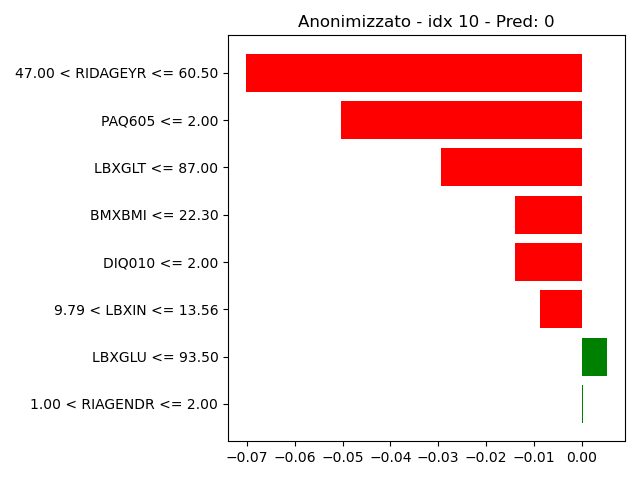 Anonimizzato - idx 10 - Pred: 0
47.00 < RIDAGEYR <= 60.50
PAQ605 <= 2.00
LBXGLT <= 87.00
BMXBMI <= 22.30
DIQ010 <= 2.00
9.79 < LBXIN <= 13.56
LBXGLU <= 93.50
1.00 < RIAGENDR <= 2.00
−0.07 −0.06 −0.05 −0.04 −0.03 −0.02 −0.01 0.00